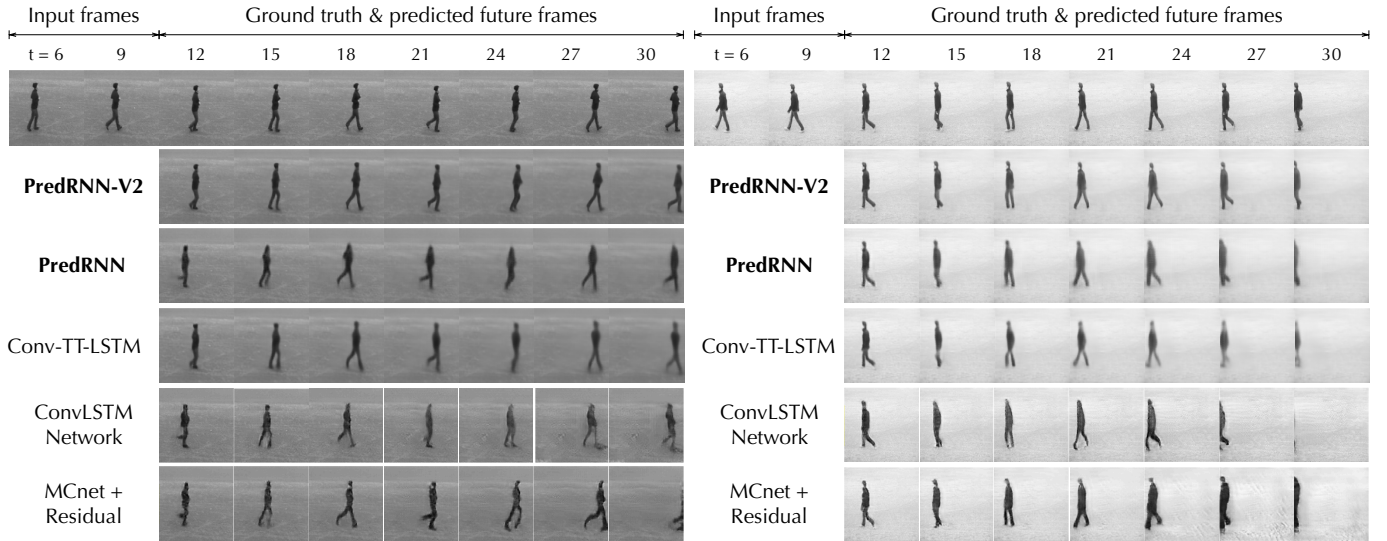 Input frames Ground truth & predicted future frames Input frames Ground truth & predicted future frames
t = 6 9 12 15 18 21 24 27 30 t = 6 9 12 15 18 21 24 27 30
PredRNN-V2 PredRNN-V2
PredRNN PredRNN
Conv-TT-LSTM Conv-TT-LSTM
ConvLSTM ConvLSTM
Network Network
MCnet + MCnet +
Residual Residual